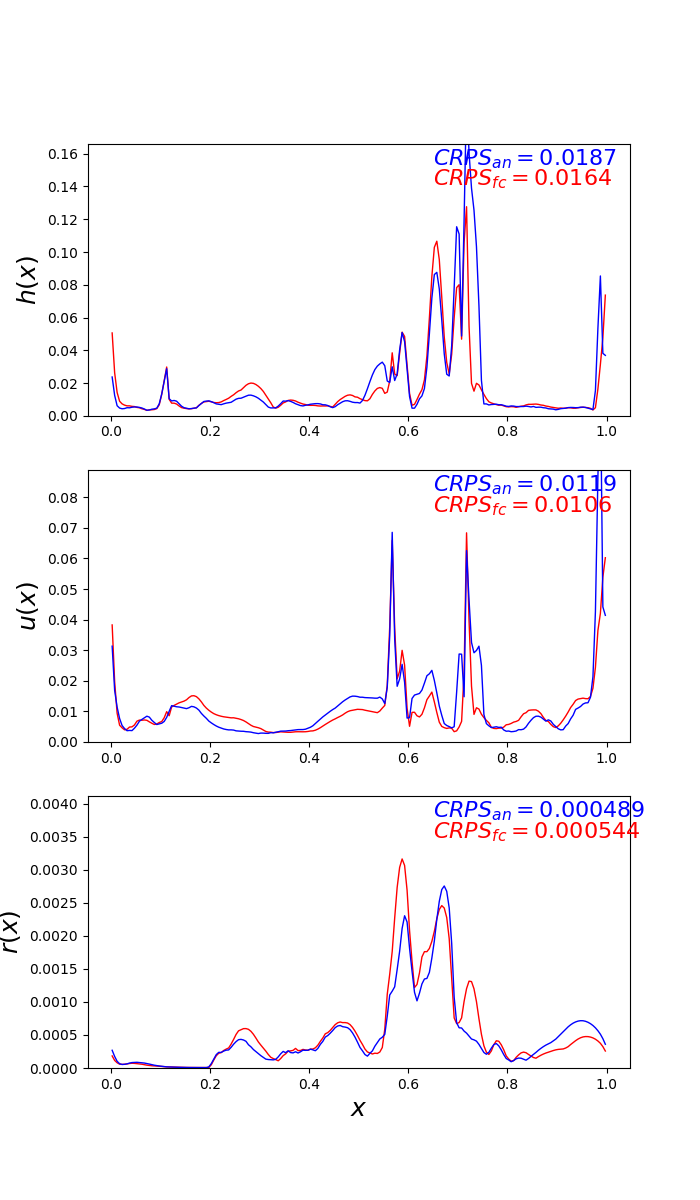 CRPS_an = 0.0187
CRPS_fc = 0.0164
h(x)
0.16
0.14
0.12
0.10
0.08
0.06
0.04
0.02
0.00
0.0 0.2 0.4 0.6 0.8 1.0
CRPS_an = 0.0119
CRPS_fc = 0.0106
u(x)
0.08
0.07
0.06
0.05
0.04
0.03
0.02
0.01
0.00
0.0 0.2 0.4 0.6 0.8 1.0
CRPS_an = 0.000489
CRPS_fc = 0.000544
r(x)
0.0040
0.0035
0.0030
0.0025
0.0020
0.0015
0.0010
0.0005
0.0000
0.0 0.2 0.4 0.6 0.8 1.0
x